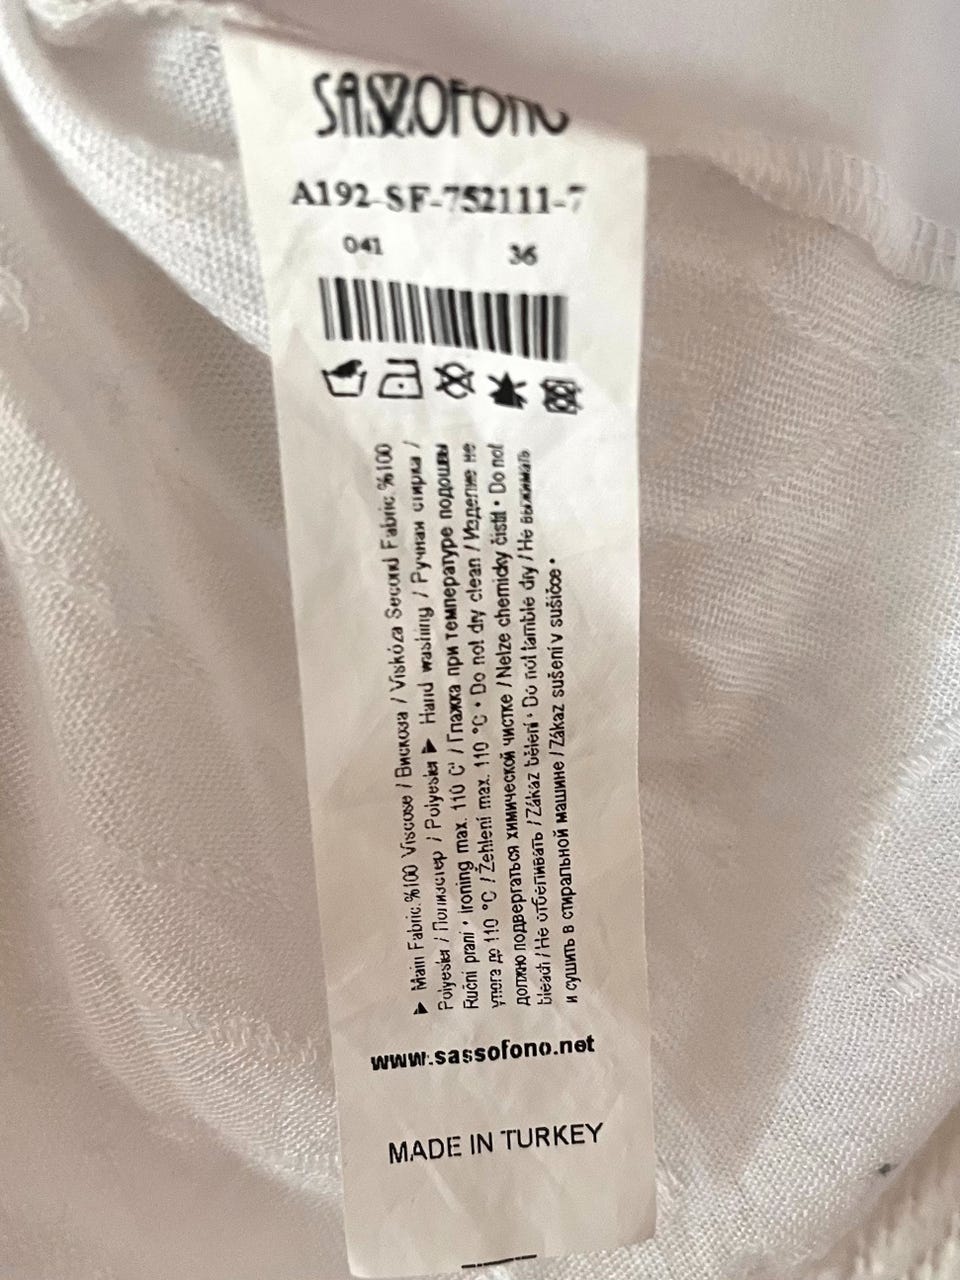 SASSOFONO
A192-SF-752111-7
041 36
► Main Fabric:%100 Viscose / Вискоза / Viskóza Second Fabric:%100
Polyester / Полиэстер / Polyester ► Hand washing / Ручная стирка /
Ruční praní • Ironing max. 110 C° / Глажка при температуре подошвы
утюга до 110 °C / Žehlení max. 110 °C • Do not dry clean / Изделие не
должно подвергаться химической чистке / Nelze chemicky čistit • Do not
bleach / Не отбеливать / Zákaz bělení • Do not tamble dry / Не выжимать
и сушить в стиральной машине / Zákaz sušení v sušičce •
www.sassofono.net
MADE IN TURKEY